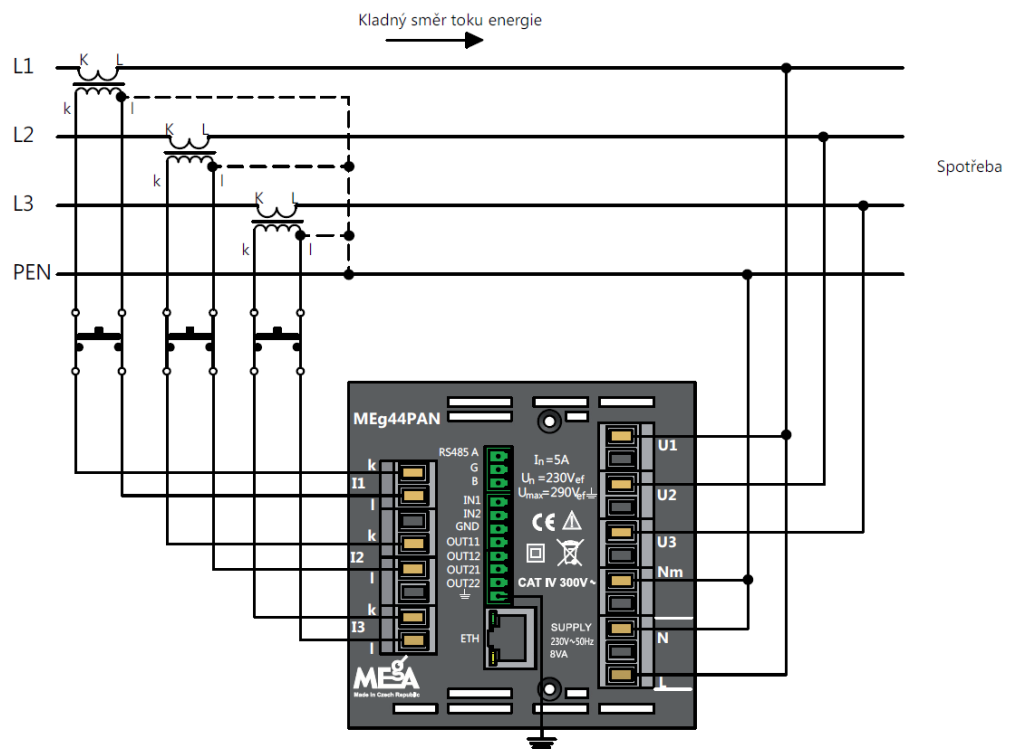 Kladný směr toku energie
L1
K L
k l
L2
K L
k l
Spotřeba
L3
K L
k l
PEN
MEg44PAN
RS485 A
G
B
IN1
IN2
GND
OUT11
OUT12
OUT21
OUT22
ETH
In=5A
Un=230Vef
Umax=290Vef
CE
CAT IV 300V~
SUPPLY
230V~50Hz
8VA
k
I1
l
k
I2
l
k
I3
l
U1
U2
U3
Nm
N
L
MEgA
Made in Czech Republic